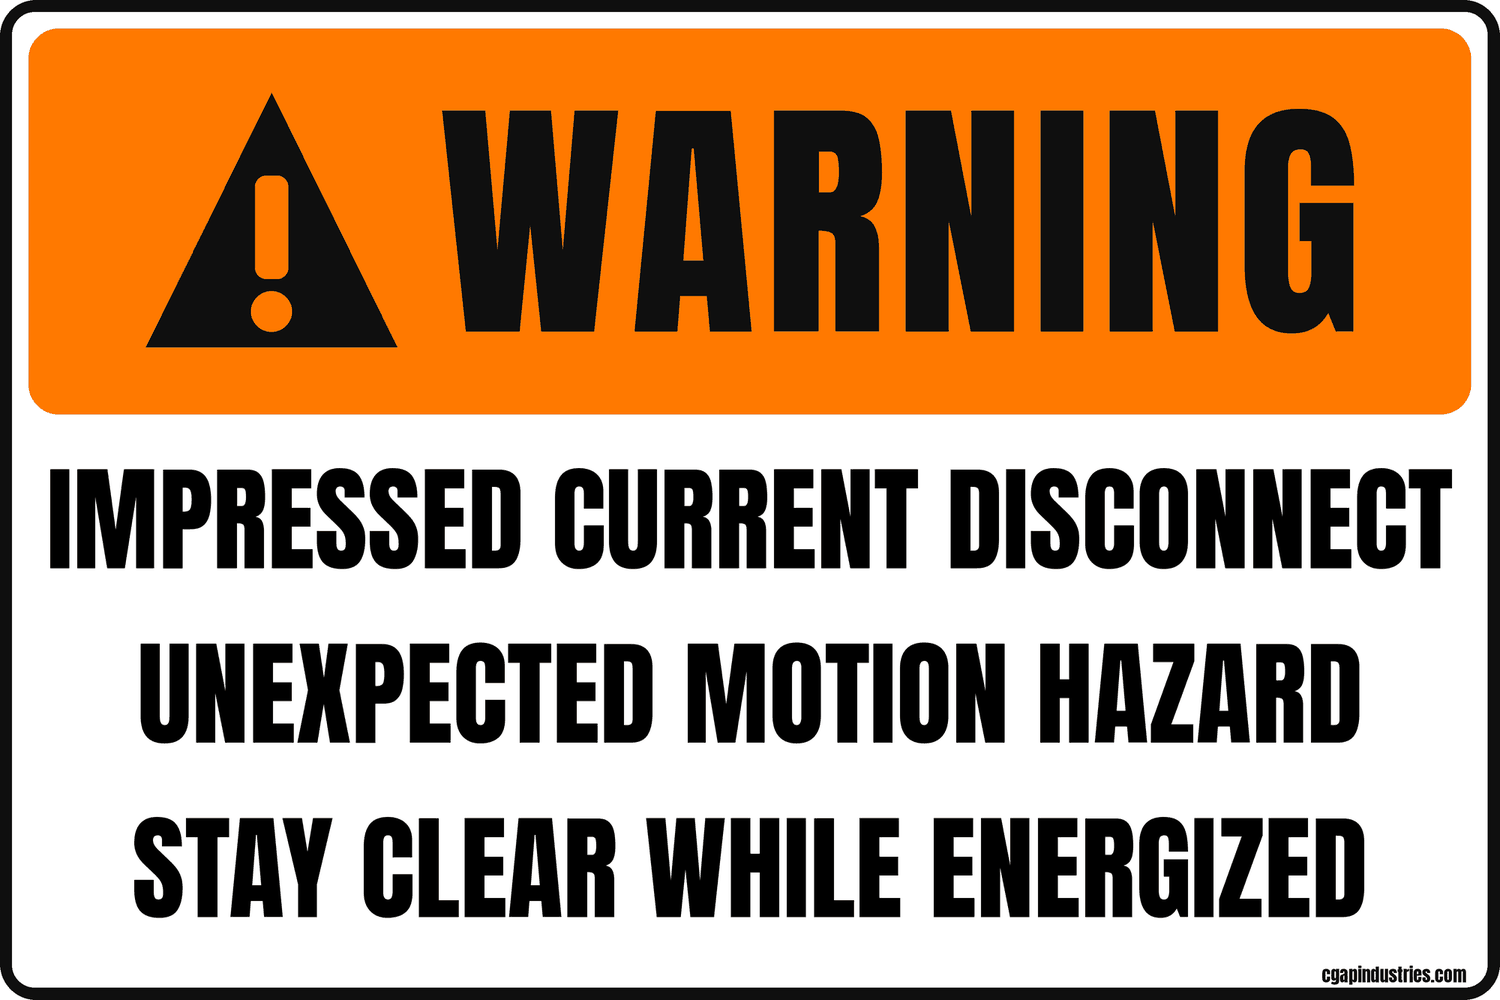 WARNING
IMPRESSED CURRENT DISCONNECT
UNEXPECTED MOTION HAZARD
STAY CLEAR WHILE ENERGIZED
cgapindustries.com